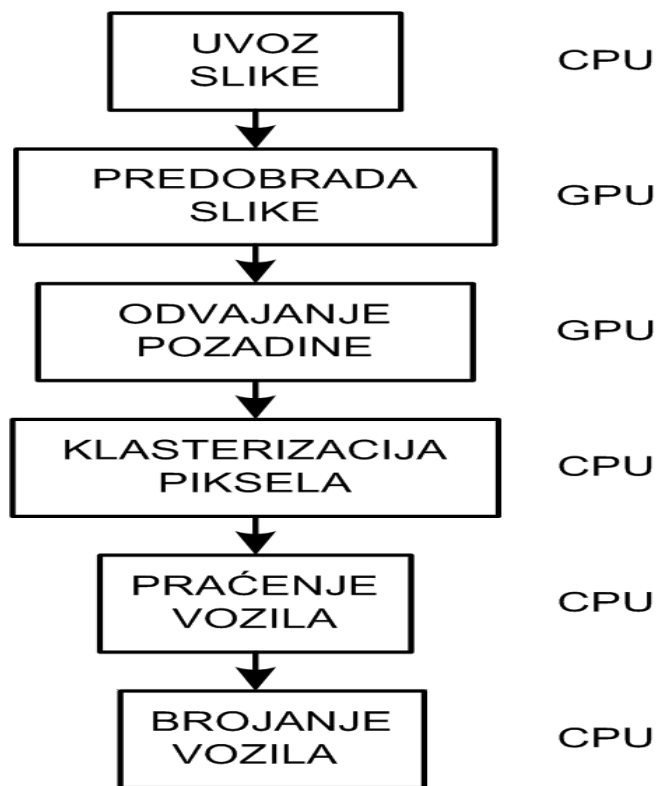 UVOZ
SLIKE
CPU
PREDOBRADA
SLIKE
GPU
ODVAJANJE
POZADINE
GPU
KLASTERIZACIJA
PIKSELA
CPU
PRAĆENJE
VOZILA
CPU
BROJANJE
VOZILA
CPU